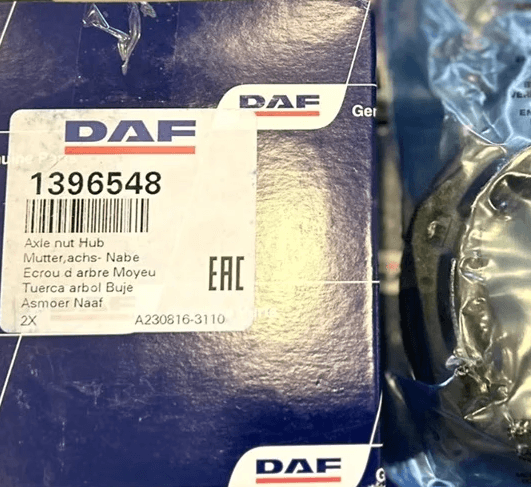 DAF
Gen
DAF
1396548
Axle nut Hub
Mutter,achs- Nabe
Ecrou d arbre Moyeu
Tuerca arbol Buje
Asmoer Naaf
EAC
2X A230816-3110
DAF